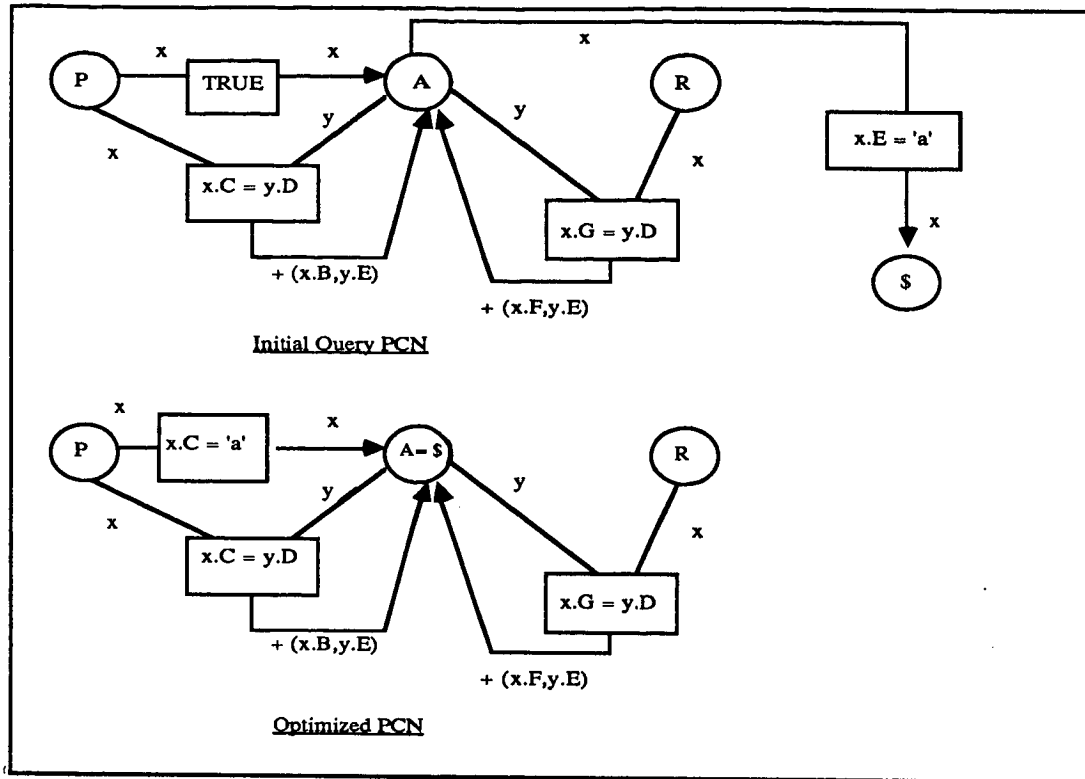 x
x
x
P
TRUE
A
R
y
y
x
x
x.E = 'a'
x.C = y.D
x
x.G = y.D
+ (x.B,y.E)
$
+ (x.F,y.E)
Initial Query PCN
x
x
P
x.C = 'a'
A= $
R
y
y
x
x
x.C = y.D
x.G = y.D
+ (x.B,y.E)
+ (x.F,y.E)
Optimized PCN